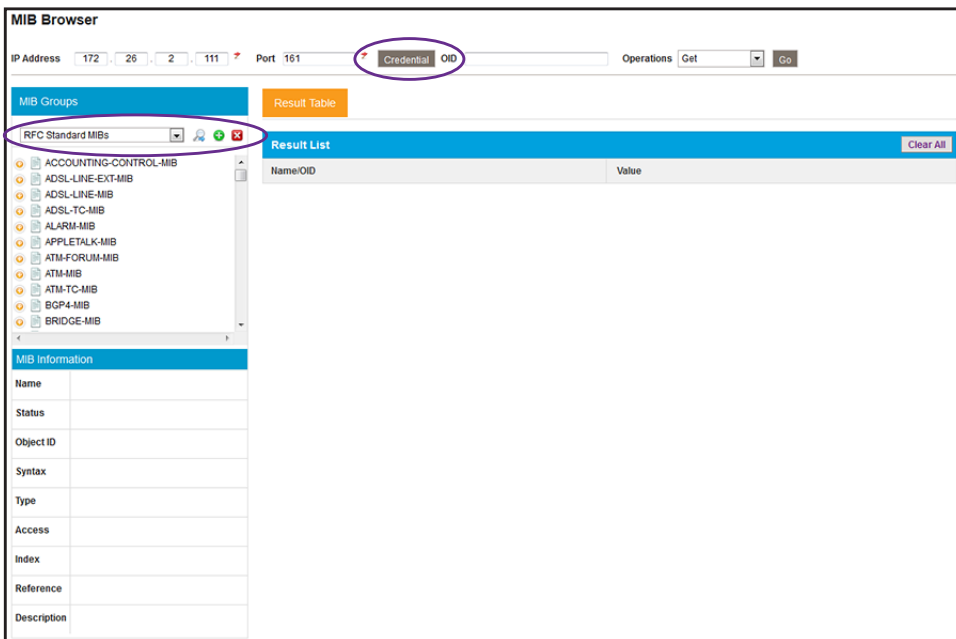 MIB Browser
IP Address 172 . 26 . 2 . 111 * Port 161 * Credential OID Operations Get Go
MIB Groups
Result Table
RFC Standard MIBs
Result List Clear All
Name/OID Value
ACCOUNTING-CONTROL-MIB
ADSL-LINE-EXT-MIB
ADSL-LINE-MIB
ADSL-TC-MIB
ALARM-MIB
APPLETALK-MIB
ATM-FORUM-MIB
ATM-MIB
ATM-TC-MIB
BGP4-MIB
BRIDGE-MIB
MIB Information
Name
Status
Object ID
Syntax
Type
Access
Index
Reference
Description